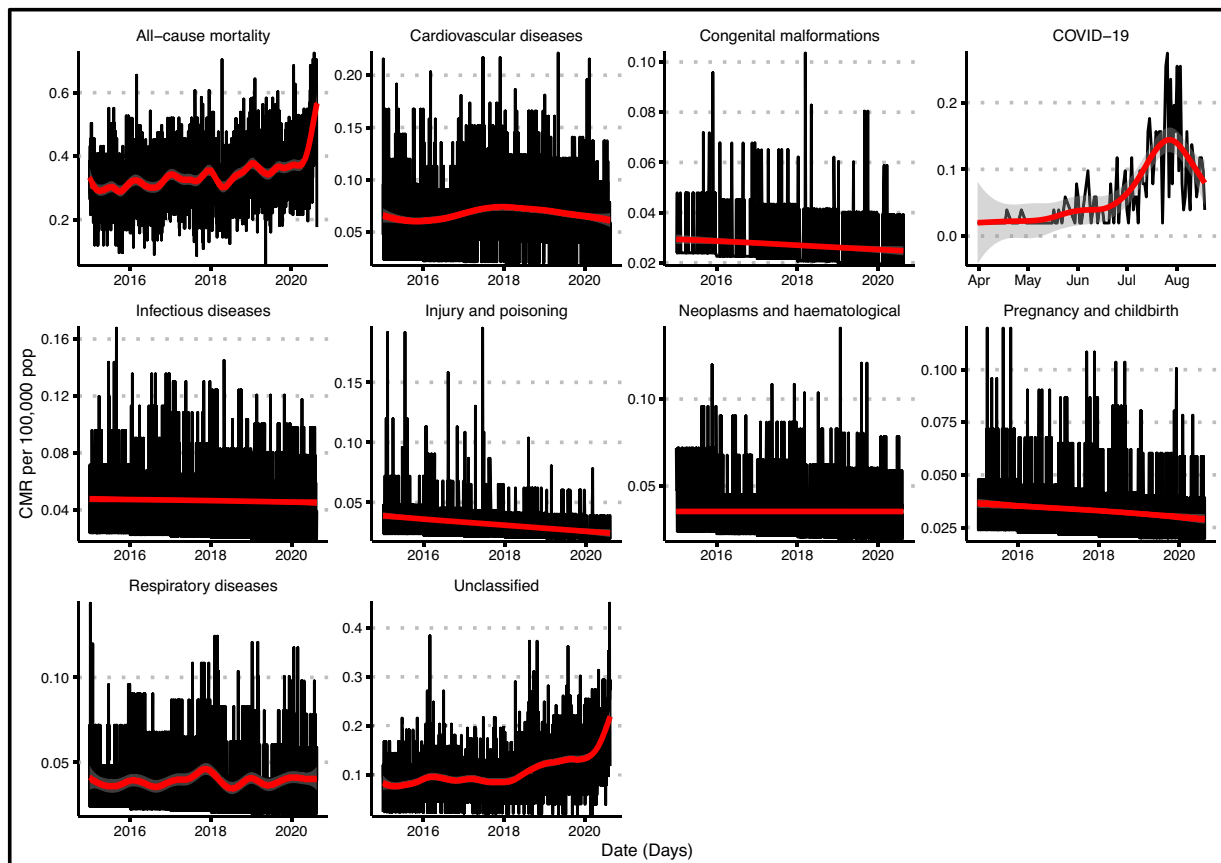 All−cause mortality
Cardiovascular diseases
Congenital malformations
COVID−19
0.6
0.4
0.2
2016 2018 2020
0.20
0.15
0.10
0.05
2016 2018 2020
0.10
0.08
0.06
0.04
0.02
2016 2018 2020
0.2
0.1
0.0
Apr May Jun Jul Aug
Infectious diseases
Injury and poisoning
Neoplasms and haematological
Pregnancy and childbirth
CMR per 100,000 pop
0.16
0.12
0.08
0.04
2016 2018 2020
0.15
0.10
0.05
2016 2018 2020
0.10
0.05
2016 2018 2020
0.100
0.075
0.050
0.025
2016 2018 2020
Respiratory diseases
Unclassified
0.10
0.05
2016 2018 2020
0.4
0.3
0.2
0.1
2016 2018 2020
Date (Days)